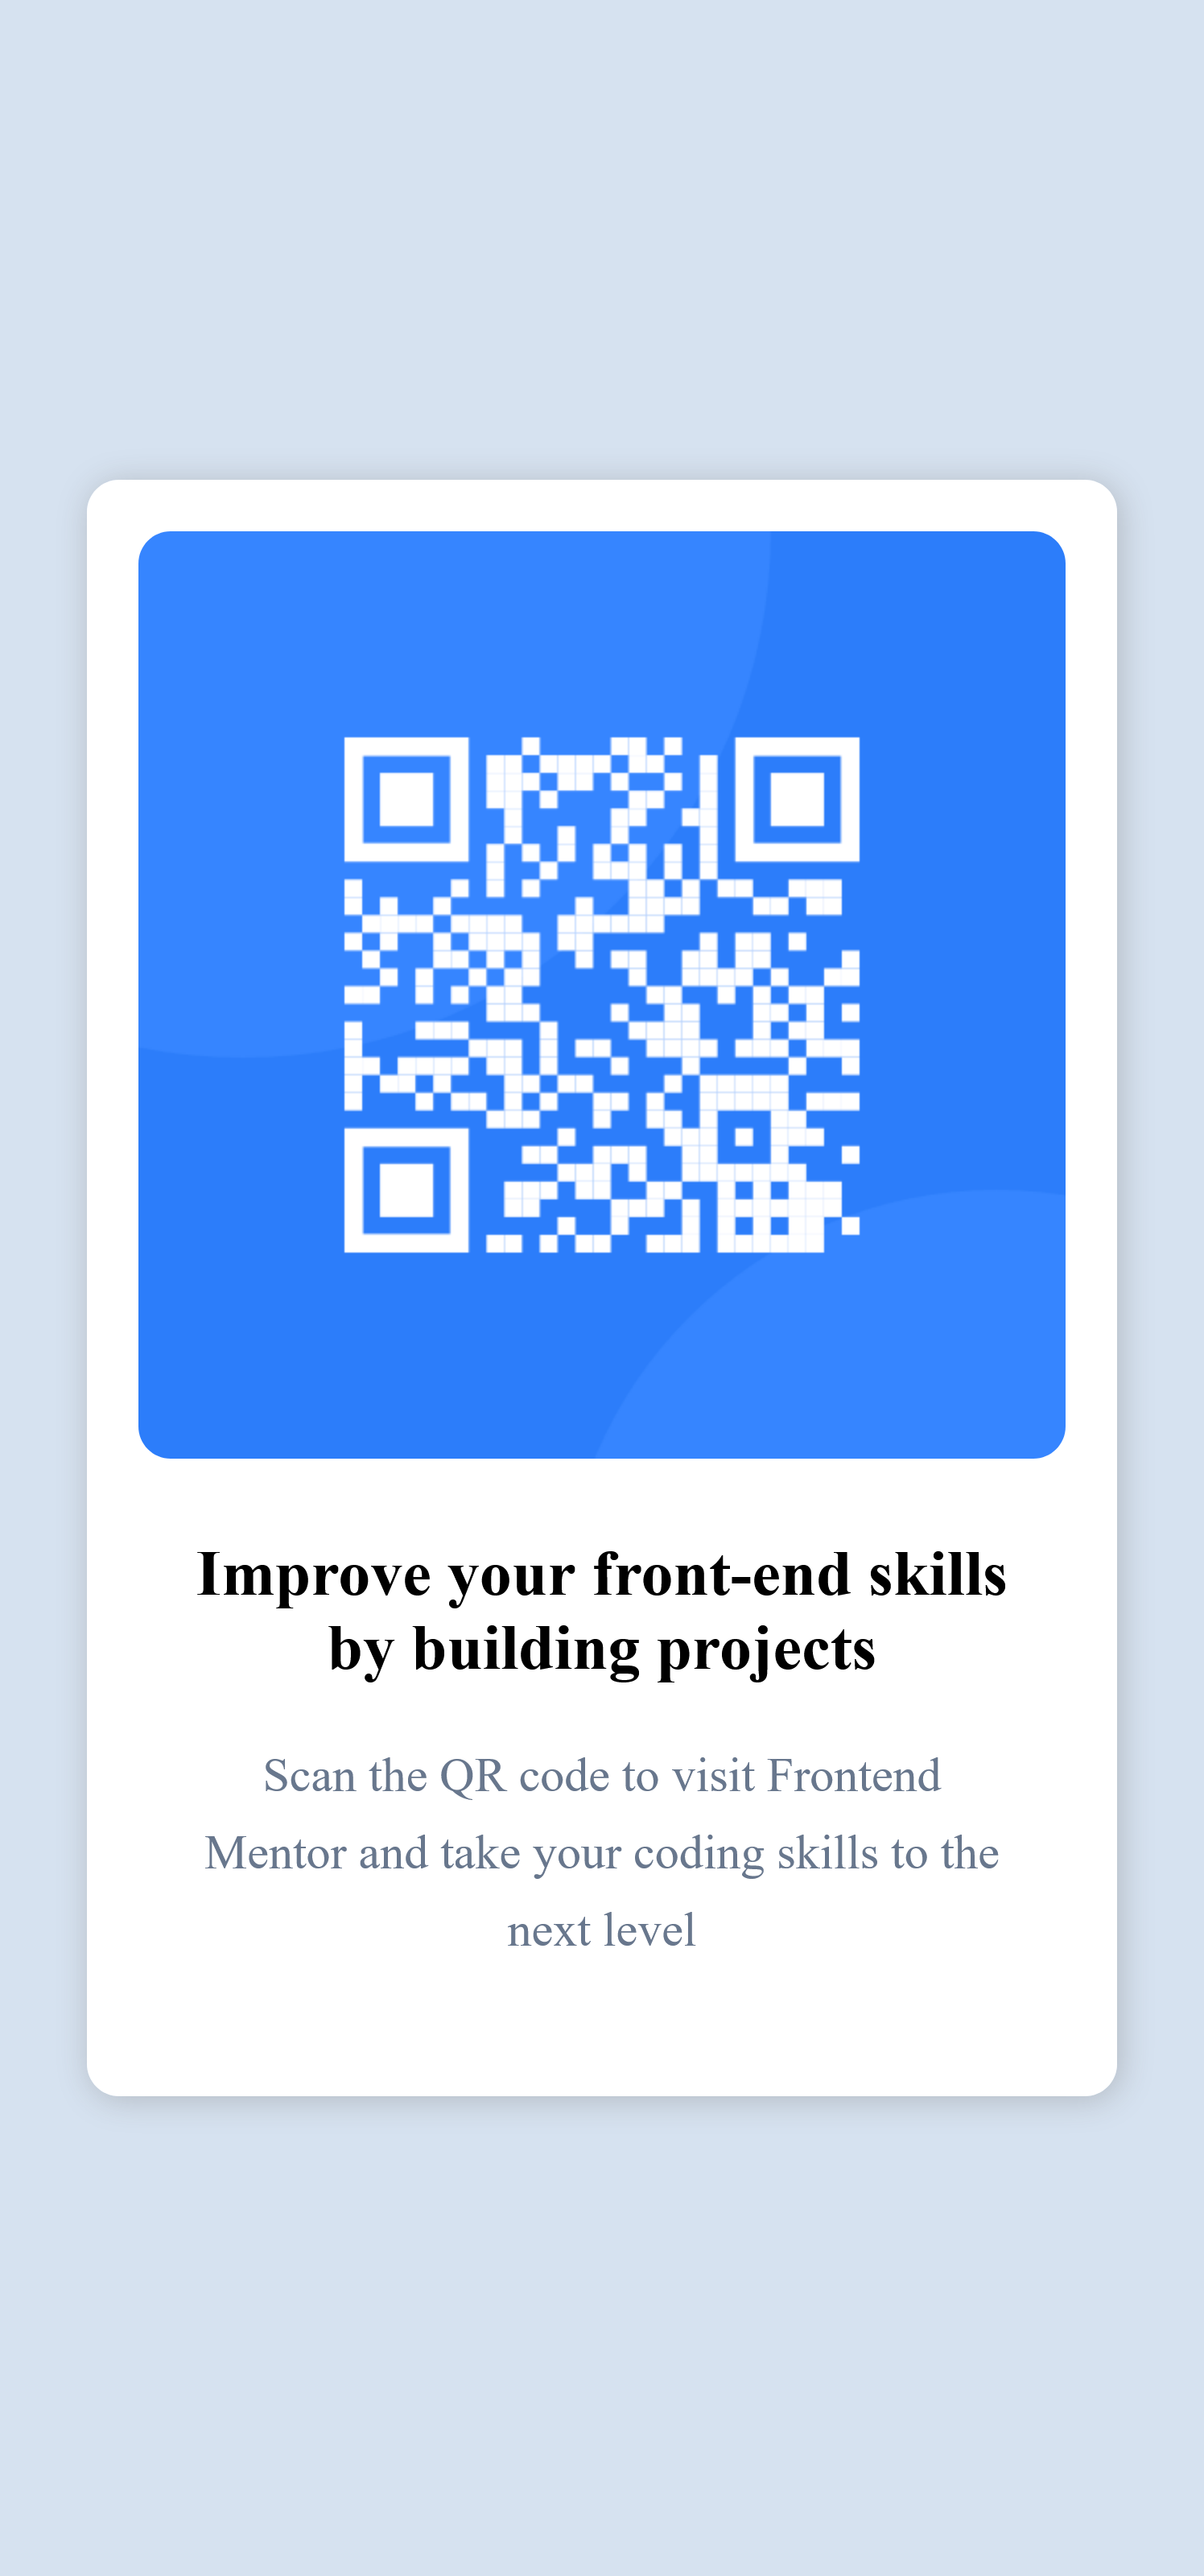 Improve your front-end skills
by building projects
Scan the QR code to visit Frontend
Mentor and take your coding skills to the
next level